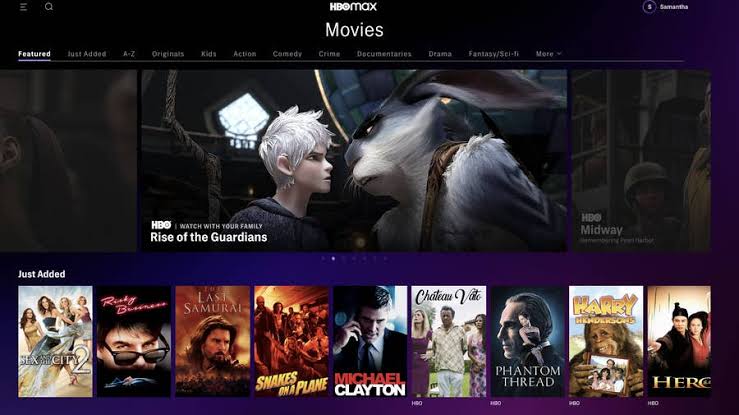 HBOMAX
S Samantha
Movies
Featured Just Added A-Z Originals Kids Action Comedy Crime Documentaries Drama Fantasy/Sci-fi More
HBO | WATCH WITH YOUR FAMILY
Rise of the Guardians
HBO
Midway
Remembering Pearl Harbor
Just Added
SEX AND THE CITY 2
Risky Business
THE LAST SAMURAI
SNAKES ON A PLANE
MICHAEL CLAYTON
Chateau Vato
PHANTOM THREAD
HARRY AND THE HENDERSONS
HERO
HBO HBO HBO HBO